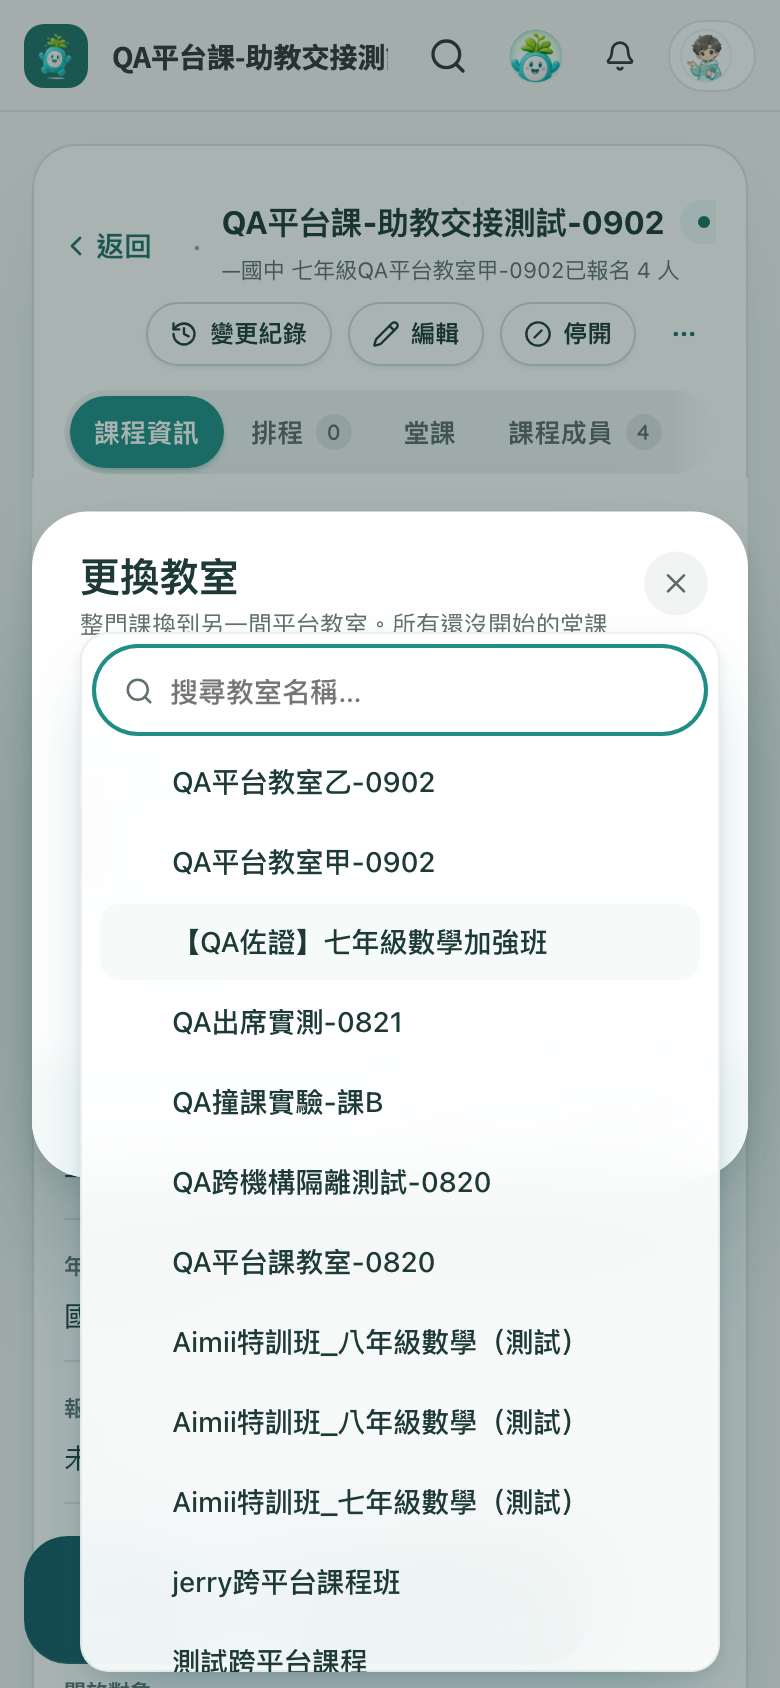 QA平台課-助教交接測
返回
QA平台課-助教交接測試-0902
—國中 七年級QA平台教室甲-0902已報名 4 人
變更紀錄
編輯
停開
課程資訊
排程 0
堂課
課程成員 4
更換教室
整門課換到另一間平台教室。所有還沒開始的堂課
搜尋教室名稱...
QA平台教室乙-0902
QA平台教室甲-0902
【QA佐證】七年級數學加強班
QA出席實測-0821
QA撞課實驗-課B
QA跨機構隔離測試-0820
QA平台課教室-0820
Aimii特訓班_八年級數學（測試）
Aimii特訓班_八年級數學（測試）
Aimii特訓班_七年級數學（測試）
jerry跨平台課程班
測試跨平台課程